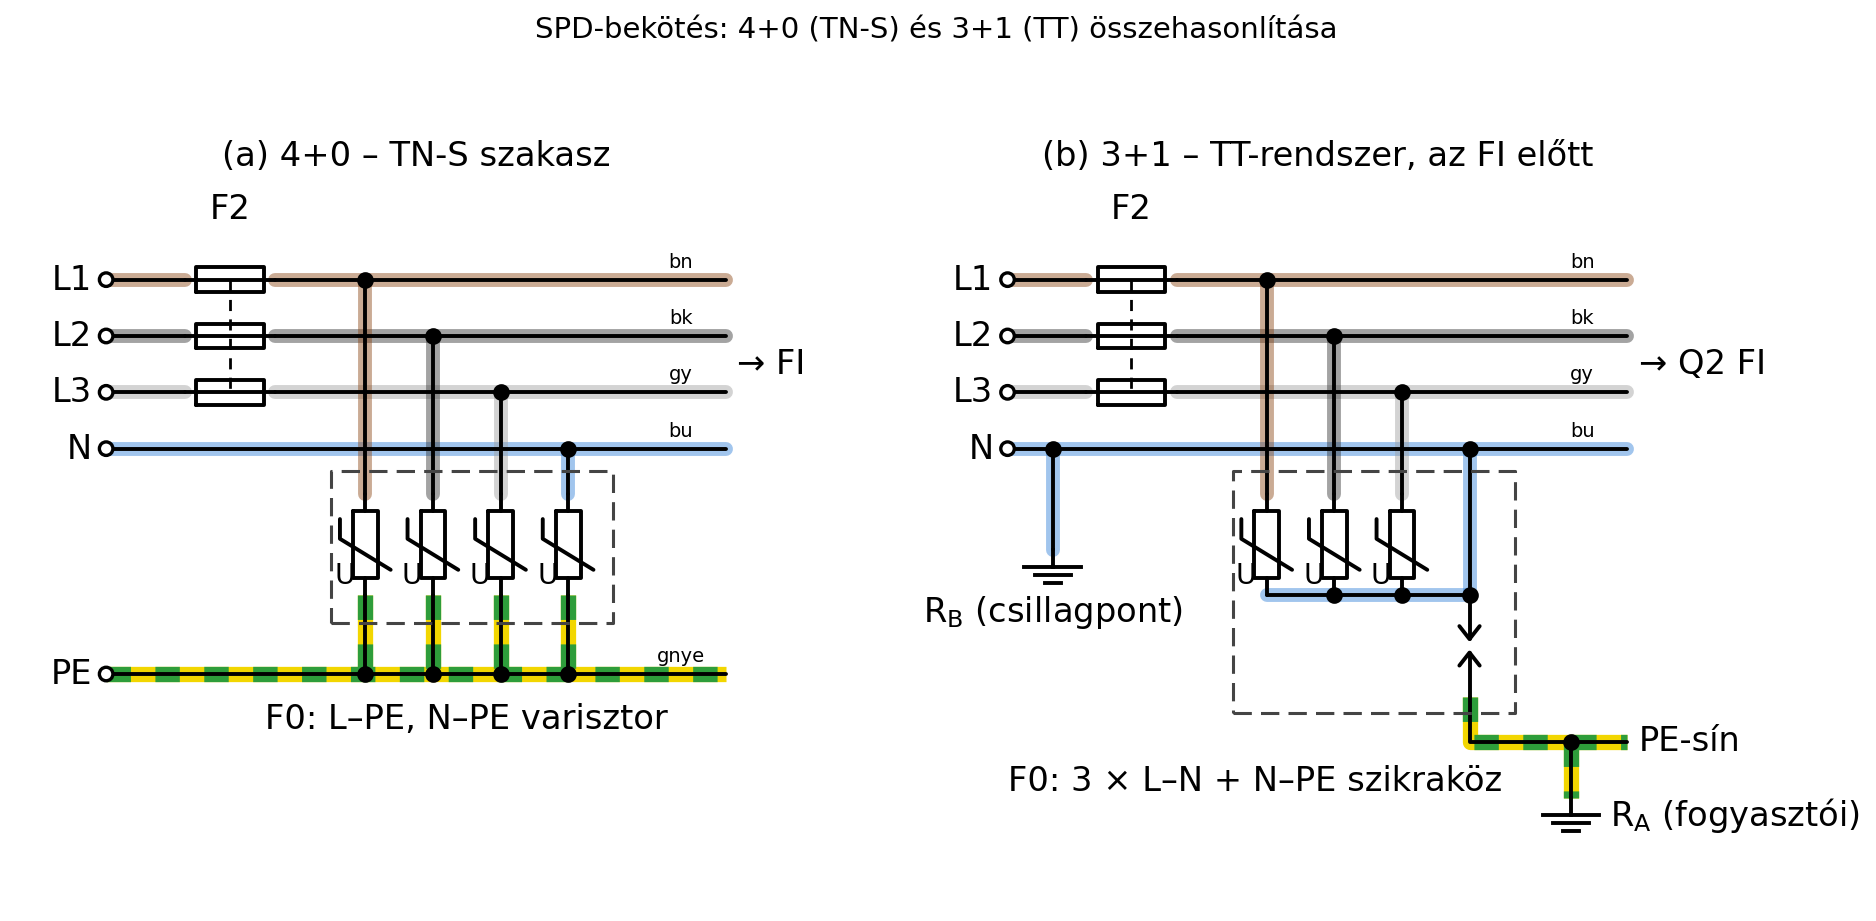 SPD-bekötés: 4+0 (TN-S) és 3+1 (TT) összehasonlítása
(a) 4+0 – TN-S szakasz
F2
L1
bn
L2
bk
→ FI
L3
gy
N
bu
U
U
U
U
PE
gnye
F0: L–PE, N–PE varisztor
(b) 3+1 – TT-rendszer, az FI előtt
F2
L1
bn
L2
bk
→ Q2 FI
L3
gy
N
bu
U
U
U
R_B (csillagpont)
PE-sín
F0: 3 × L–N + N–PE szikraköz
R_A (fogyasztói)